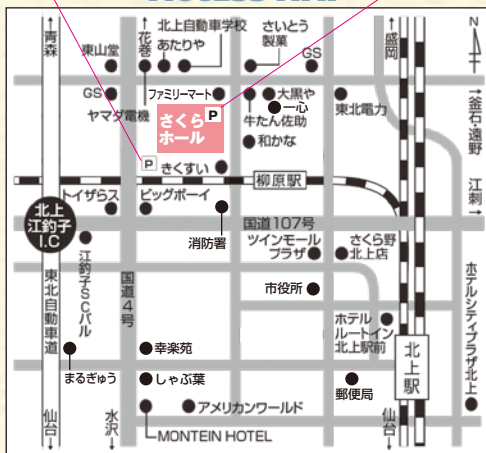 ACCESS MAP
↑青森
↑花巻
北上自動車学校
東山堂
あたりや
さいとう
製菓
GS
↑盛岡
N
GS
ファミリーマート
大黒や
一心
東北電力
ヤマダ電機
さくら
ホール
P
牛たん佐助
和かな
釜石・遠野→
P
きくすい
柳原駅
江刺→
トイザらス
ビッグボーイ
北上
江釣子
I.C
消防署
国道107号
ツインモール
プラザ
さくら野
北上店
江釣子SCパル
東北自動車道
国道4号
市役所
ホテル
ルートイン
北上駅前
ホテルシティプラザ北上
北上駅
幸楽苑
まるぎゅう
しゃぶ葉
郵便局
アメリカンワールド
仙台↓
水沢↓
MONTEIN HOTEL
仙台↓